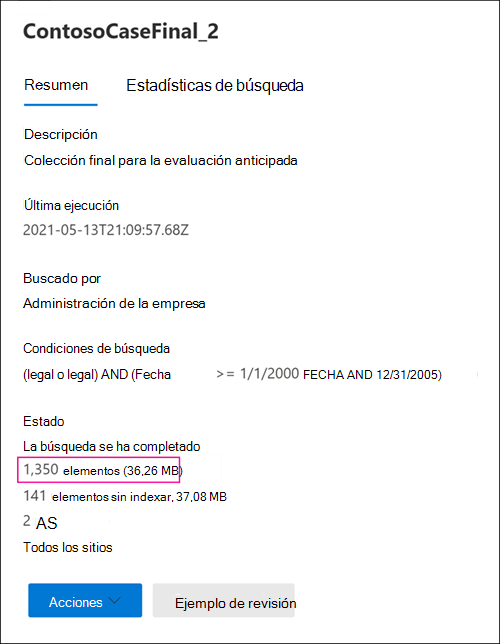 ContosoCaseFinal_2
Resumen Estadísticas de búsqueda
Descripción
Colección final para la evaluación anticipada
Última ejecución
2021-05-13T21:09:57.68Z
Buscado por
Administración de la empresa
Condiciones de búsqueda
(legal o legal) AND (Fecha >= 1/1/2000 FECHA AND 12/31/2005)
Estado
La búsqueda se ha completado
1,350 elementos (36,26 MB)
141 elementos sin indexar, 37,08 MB
2 AS
Todos los sitios
Acciones Ejemplo de revisión